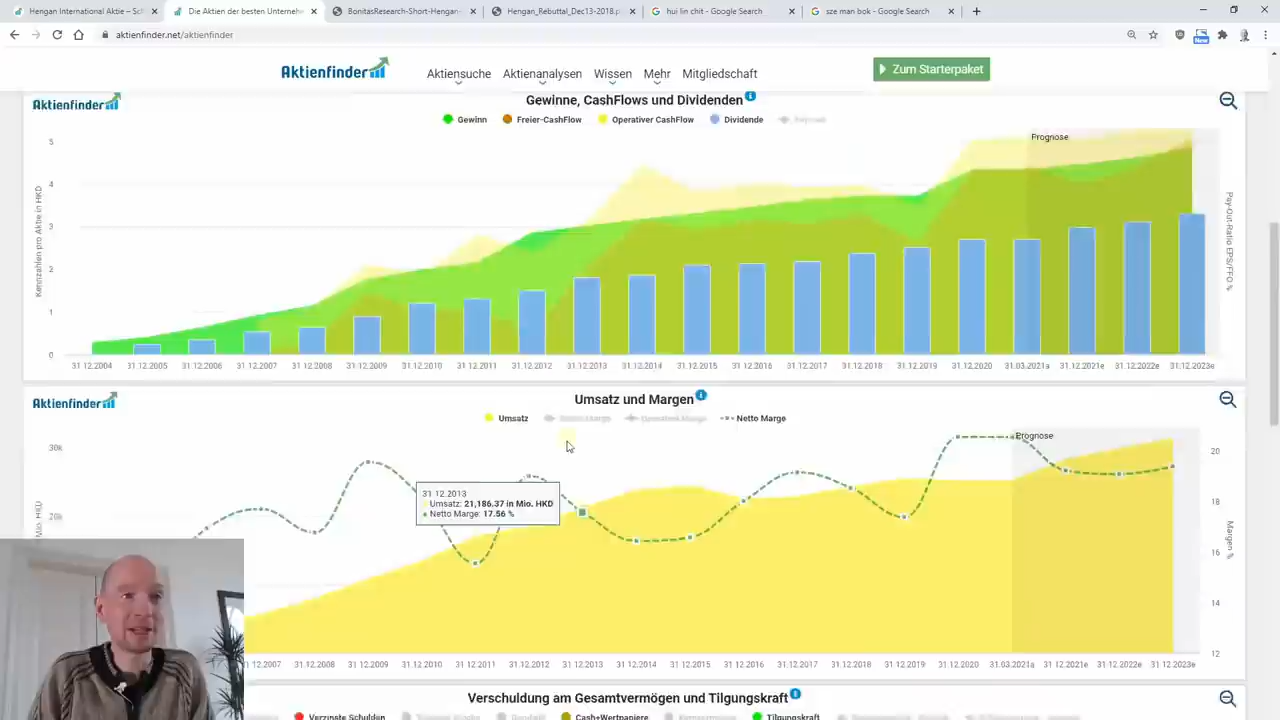 Hengan International Aktie – Sc
Die Aktien der besten Unterneh
BonitasResearch-Short-Hengan-
Hengan_Rebuttal_Dec13-2018.p
hui lin chit - Google Search
sze man bok - Google Search
aktienfinder.net/aktienfinder
New
Aktienfinder
Aktiensuche
Aktienanalysen
Wissen
Mehr
Mitgliedschaft
Zum Starterpaket
Aktienfinder
Gewinne, CashFlows und Dividenden
Gewinn
Freier-CashFlow
Operativer CashFlow
Dividende
Prognose
Kennzahlen pro Aktie in HKD
5
4
3
2
1
0
Pay-Out-Ratio EPS/FFO %
31.12.2004 31.12.2005 31.12.2006 31.12.2007 31.12.2008 31.12.2009 31.12.2010 31.12.2011 31.12.2012 31.12.2013 31.12.2014 31.12.2015 31.12.2016 31.12.2017 31.12.2018 31.12.2019 31.12.2020 31.03.2021a 31.12.2021e 31.12.2022e 31.12.2023e
Aktienfinder
Umsatz und Margen
Umsatz
Netto Marge
Prognose
30k
20k
20
18
16
14
12
Margen %
31.12.2013
Umsatz: 21,186.37 in Mio. HKD
Netto Marge: 17.56 %
12.2007 31.12.2008 31.12.2009 31.12.2010 31.12.2011 31.12.2012 31.12.2013 31.12.2014 31.12.2015 31.12.2016 31.12.2017 31.12.2018 31.12.2019 31.12.2020 31.03.2021a 31.12.2021e 31.12.2022e 31.12.2023e
Verschuldung am Gesamtvermögen und Tilgungskraft
Verzinste Schulden
Cash+Wertpapiere
Tilgungskraft